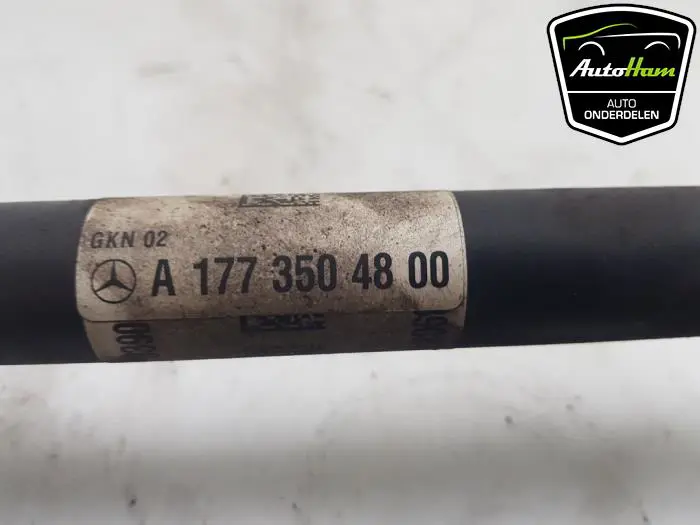 AutoHam
AUTO
ONDERDELEN
GKN 02
A 177 350 48 00